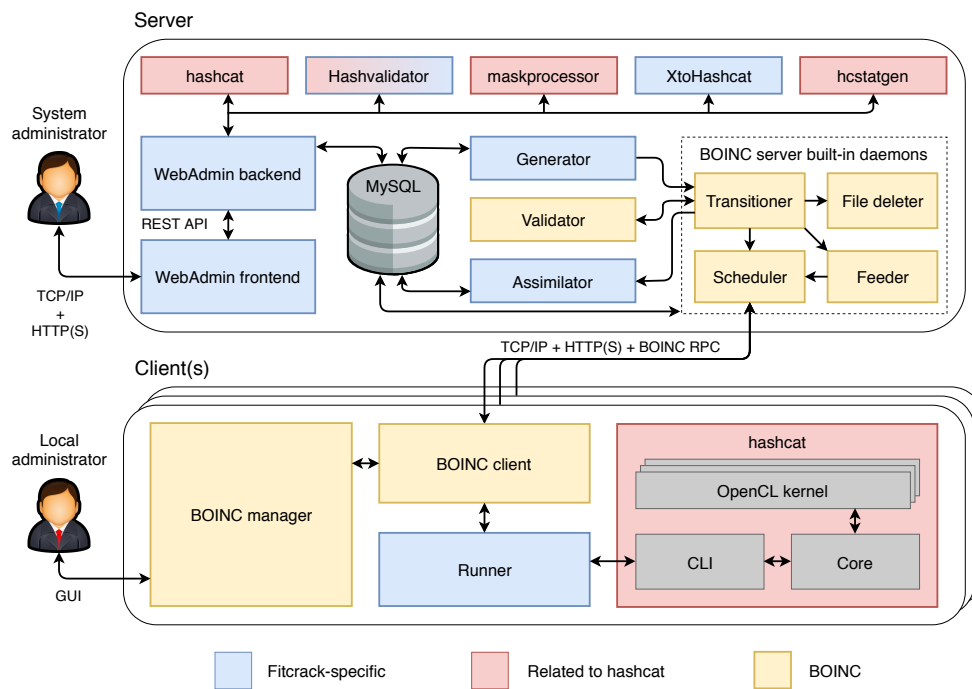 Server
hashcat
Hashvalidator
maskprocessor
XtoHashcat
hcstatgen
System
administrator
WebAdmin backend
MySQL
Generator
BOINC server built-in daemons
Validator
Transitioner
File deleter
REST API
WebAdmin frontend
Assimilator
Scheduler
Feeder
TCP/IP
+
HTTP(S)
TCP/IP + HTTP(S) + BOINC RPC
Client(s)
Local
administrator
BOINC manager
BOINC client
hashcat
OpenCL kernel
Runner
CLI
Core
GUI
Fitcrack-specific
Related to hashcat
BOINC